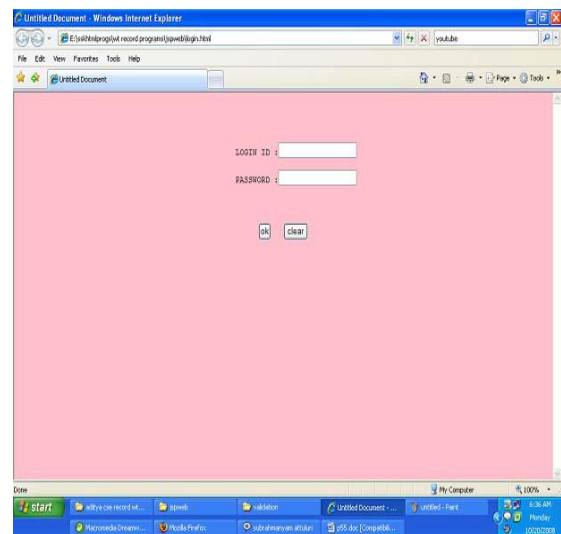 Untitled Document - Windows Internet Explorer
E:\sskhtmlprogs\wt record programs\jspweb\login.html
youtube
File Edit View Favorites Tools Help
Untitled Document
Page
Tools
LOGIN ID :
PASSWORD :
ok clear
Done
My Computer
100%
start
aditya cse record wt...
jspweb
validation
Untitled Document - ...
untitled - Paint
6:36 AM
Macromedia Dreamw...
Mozilla Firefox
subrahmanyam attuluri
p55.doc [Compatibili...
Monday
10/20/2008